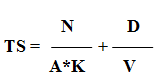 N D
TS = +
A*K V